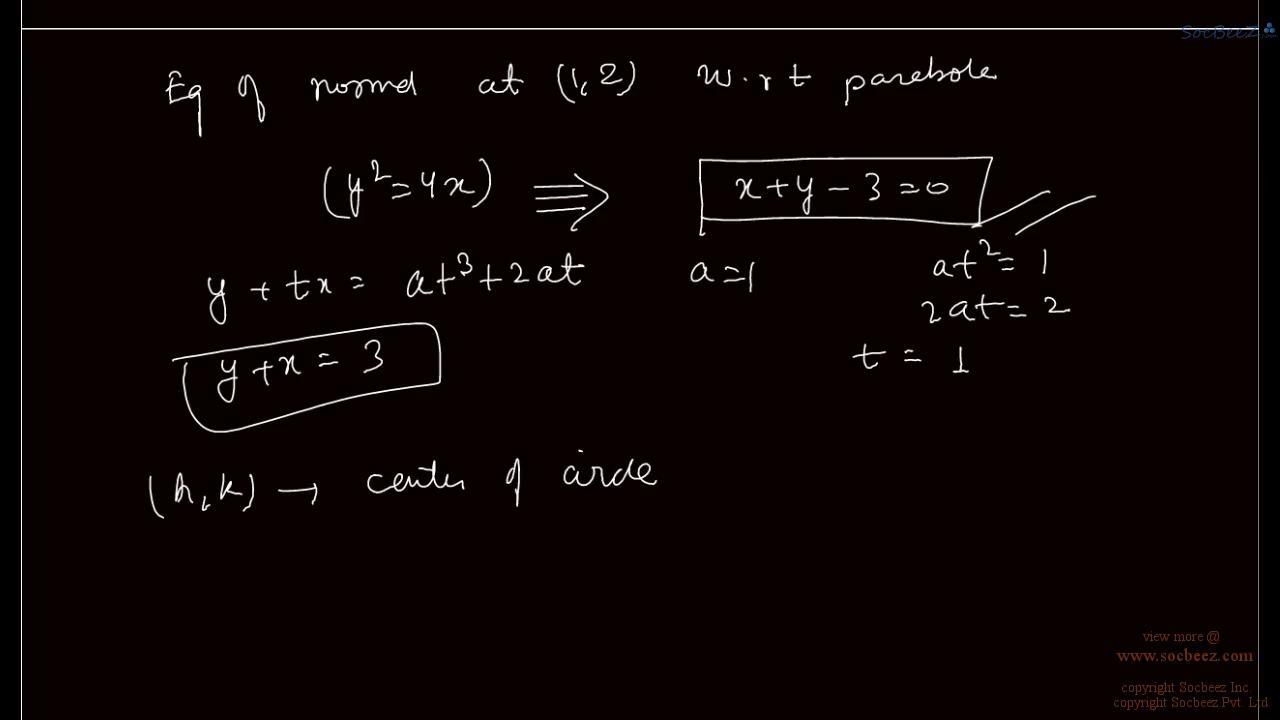 SocBeeZ
Eq of normal at (1, 2) w.r t parabola
(y² = 4x) ⇒ x + y - 3 = 0
y + tx = at³ + 2at a = 1 at² = 1
2at = 2
y + x = 3 t = 1
(h, k) → center of circle
view more @
www.socbeez.com
copyright Socbeez Inc.
copyright Socbeez Pvt. Ltd